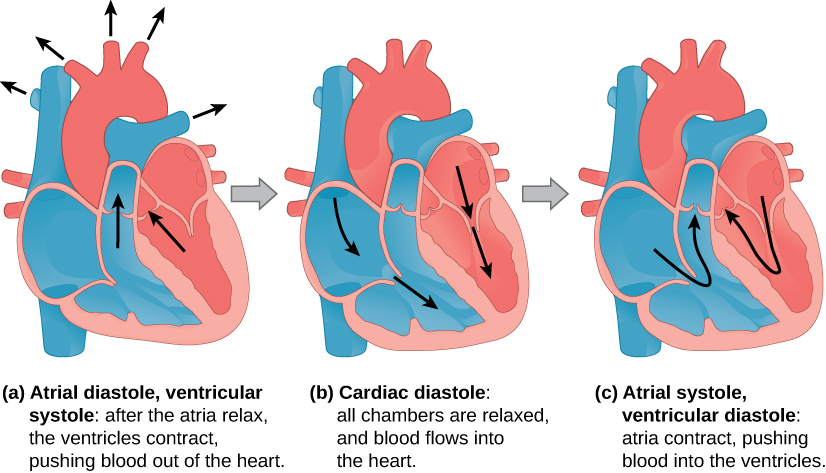 (a) Atrial diastole, ventricular
systole: after the atria relax,
the ventricles contract,
pushing blood out of the heart.
(b) Cardiac diastole:
all chambers are relaxed,
and blood flows into
the heart.
(c) Atrial systole,
ventricular diastole:
atria contract, pushing
blood into the ventricles.